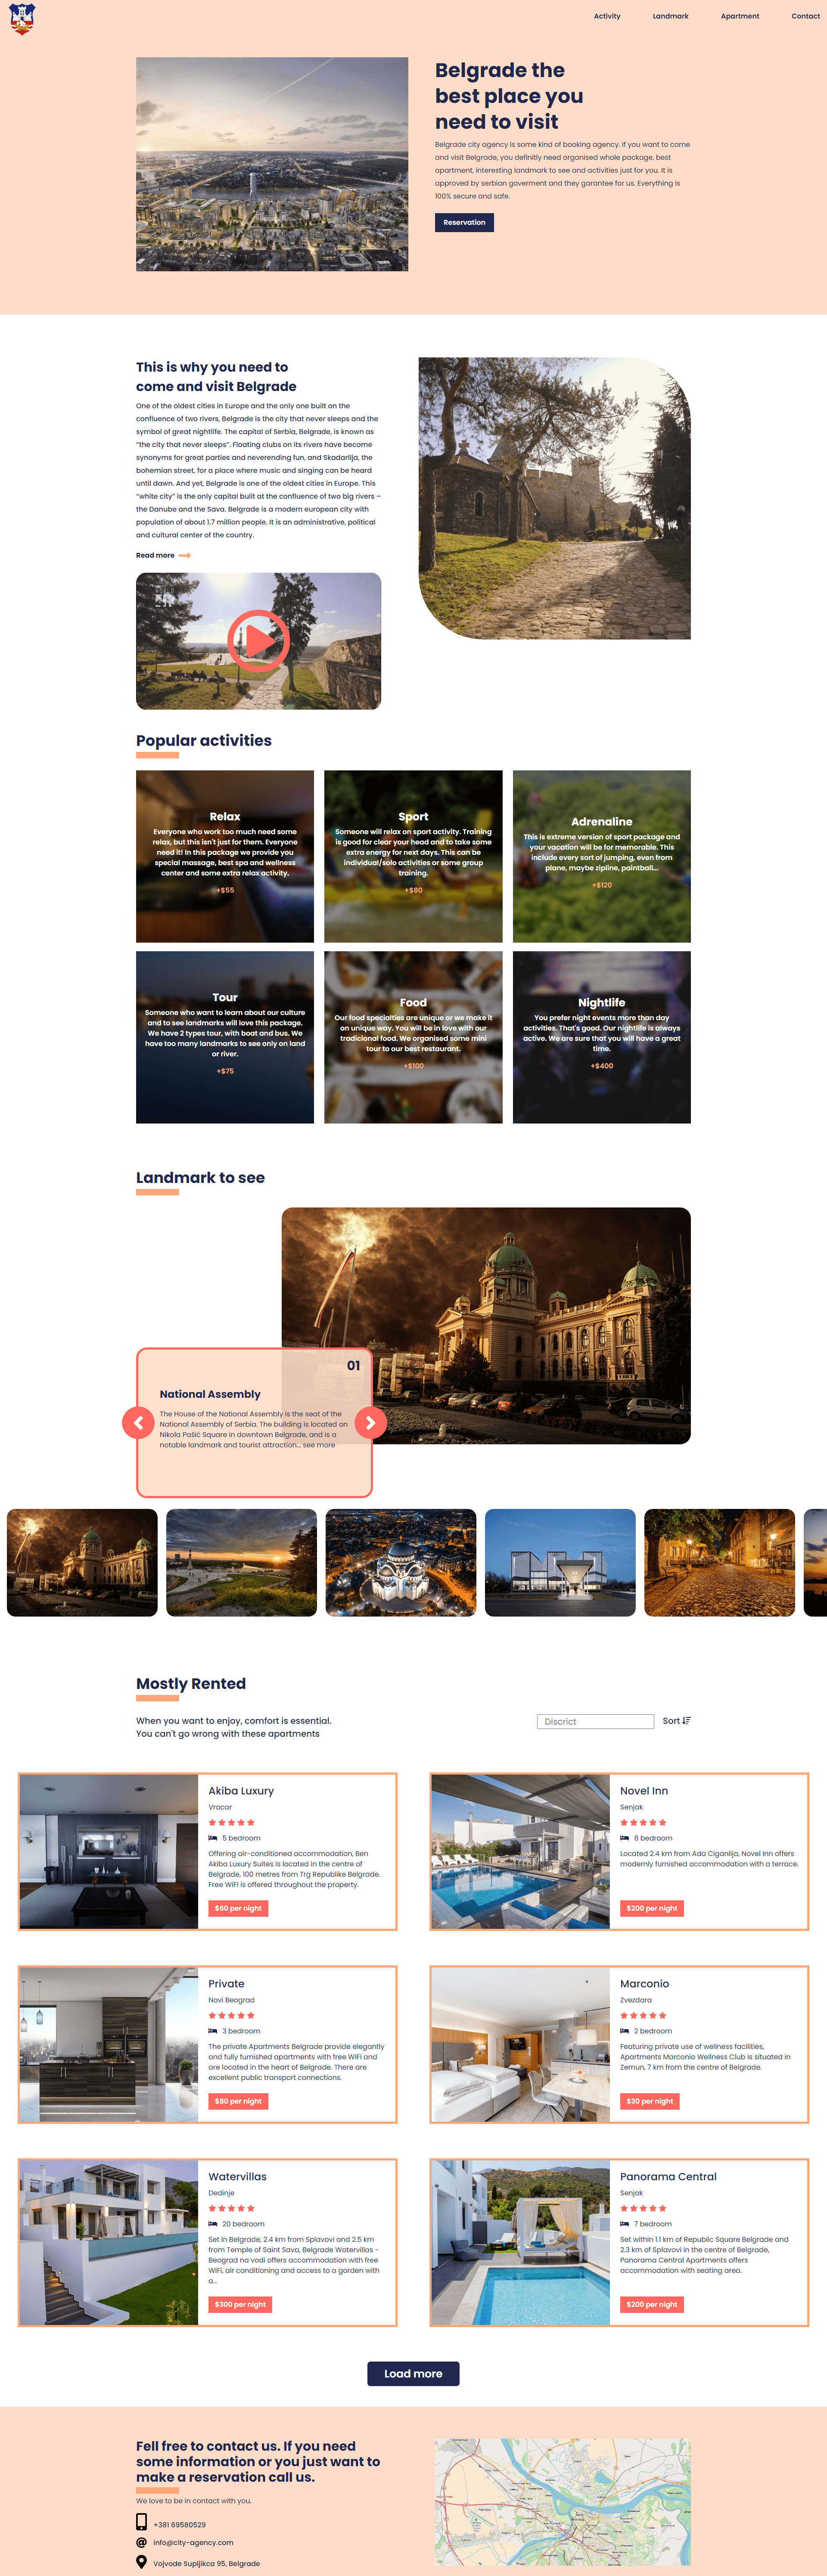 Activity
Landmark
Apartment
Contact
Belgrade the
best place you
need to visit
Belgrade city agency is some kind of booking agency. If you want to come
and visit Belgrade, you definitly need organised whole package, best
apartment, interesting landmark to see and activities just for you. It is
approved by serbian goverment and they garantee for us. Everything is
100% secure and safe.
Reservation
This is why you need to
come and visit Belgrade
One of the oldest cities in Europe and the only one built on the
confluence of two rivers, Belgrade is the city that never sleeps and the
symbol of great nightlife. The capital of Serbia, Belgrade, is known as
"the city that never sleeps". Floating clubs on its rivers have become
synonyms for great parties and neverending fun, and Skadarlija, the
bohemian street, for a place where music and singing can be heard
until dawn. And yet, Belgrade is one of the oldest cities in Europe. This
"white city" is the only capital built at the confluence of two big rivers –
the Danube and the Sava. Belgrade is a modern european city with
population of about 1.7 million people. It is an administrative, political
and cultural center of the country.
Read more
Popular activities
Relax
Everyone who work too much need some
relax, but this isn't just for them. Everyone
need it! In this package we provide you
special massage, best spa and wellness
center and some extra relax activity.
+$55
Sport
Someone will relax on sport activity. Training
is good for clear your head and to take some
extra energy for next days. This can be
individual/solo activities or some group
training.
+$80
Adrenaline
This is extreme version of sport package and
your vacation will be for memorable. This
include every sort of jumping, even from
plane, maybe zipline, paintball...
+$120
Tour
Someone who want to learn about our culture
and to see landmarks will love this package.
We have 2 types tour, with boat and bus. We
have too many landmarks to see only on land
or river.
+$75
Food
Our food specialty are unique or we make it
on unique way. You will be in love with our
tradicional food. We organised some mini
tour to our best restaurant.
+$100
Nightlife
You prefer night events more than day
activities. That's good. Our nightlife is always
active. We are sure that you will have a great
time.
+$400
Landmark to see
01
National Assembly
The House of the National Assembly is the seat of the
National Assembly of Serbia. The building is located on
Nikola Pašić Square in downtown Belgrade, and is a
notable landmark and tourist attraction... see more
Mostly Rented
When you want to enjoy, comfort is essential.
You can't go wrong with these apartments
Discrict
Sort
Akiba Luxury
Vracar
5 bedroom
Offering air-conditioned accommodation, Ben
Akiba Luxury Suites is located in the centre of
Belgrade, 100 metres from Trg Republike Belgrade.
Free WiFi is offered throughout the property.
$60 per night
Novel Inn
Senjak
8 bedroom
Located 2.4 km from Ada Ciganlija, Novel Inn offers
modernly furnished accommodation with a terrace.
$200 per night
Private
Novi Beograd
3 bedroom
The private Apartments Belgrade provide elegantly
and fully furnished apartments with free WiFi and
are located in the heart of Belgrade. There are
excellent public transport connections.
$80 per night
Marconio
Zvezdara
2 bedroom
Featuring private use of wellness facilities,
Apartments Marconio Wellness Club is situated in
Zemun, 7 km from the centre of Belgrade.
$30 per night
Watervillas
Dedinje
20 bedroom
Set in Belgrade, 2.4 km from Splavovi and 2.5 km
from Temple of Saint Sava, Belgrade Watervillas -
Beograd na vodi offers accommodation with free
WiFi, air conditioning and access to a garden with
a...
$300 per night
Panorama Central
Senjak
7 bedroom
Set within 1.1 km of Republic Square Belgrade and
2.3 km of Splavovi in the centre of Belgrade,
Panorama Central Apartments offers
accommodation with seating area.
$200 per night
Load more
Fell free to contact us. If you need
some information or you just want to
make a reservation call us.
We love to be in contact with you.
+381 69580529
info@city-agency.com
Vojvode Supljikca 95, Belgrade